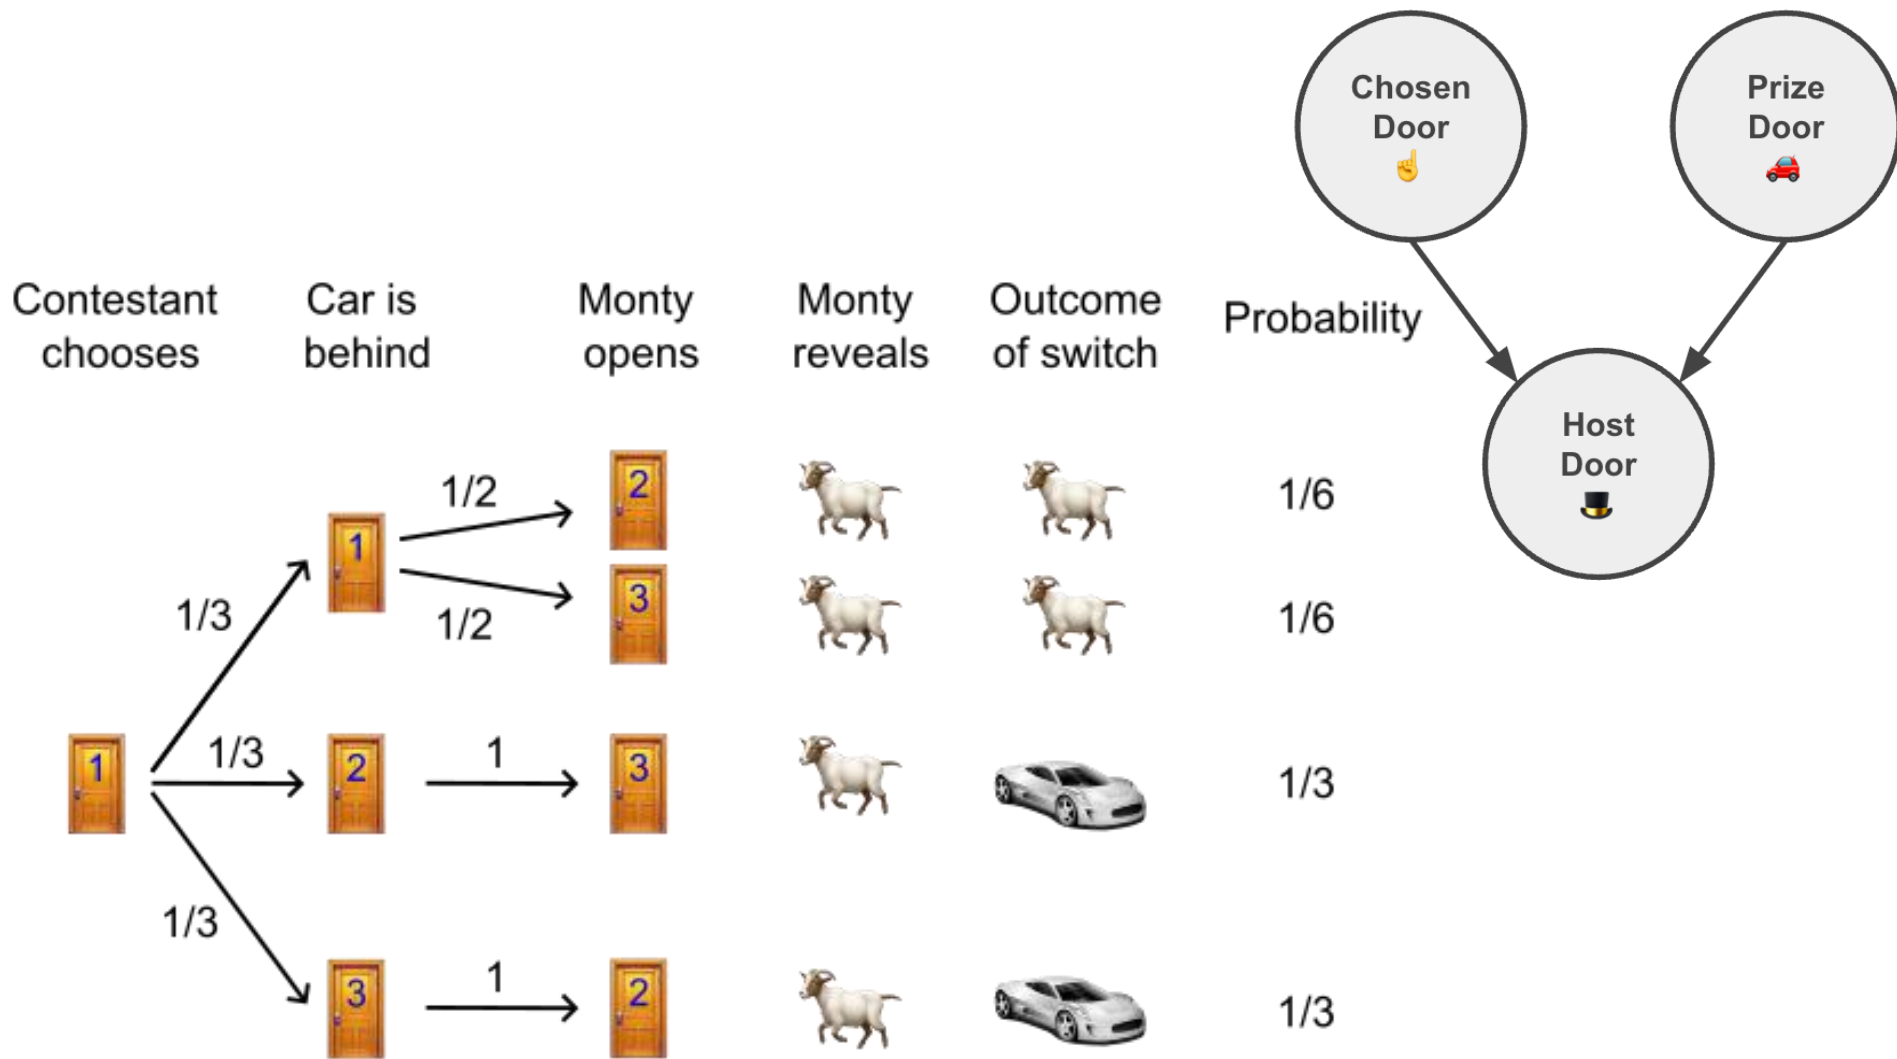 Chosen
Door
Prize
Door
Host
Door
Contestant
chooses
Car is
behind
Monty
opens
Monty
reveals
Outcome
of switch
Probability
1/2
2
1/6
1
1/2
3
1/6
1/3
1
1/3
2
1
3
1/3
1/3
3
1
2
1/3